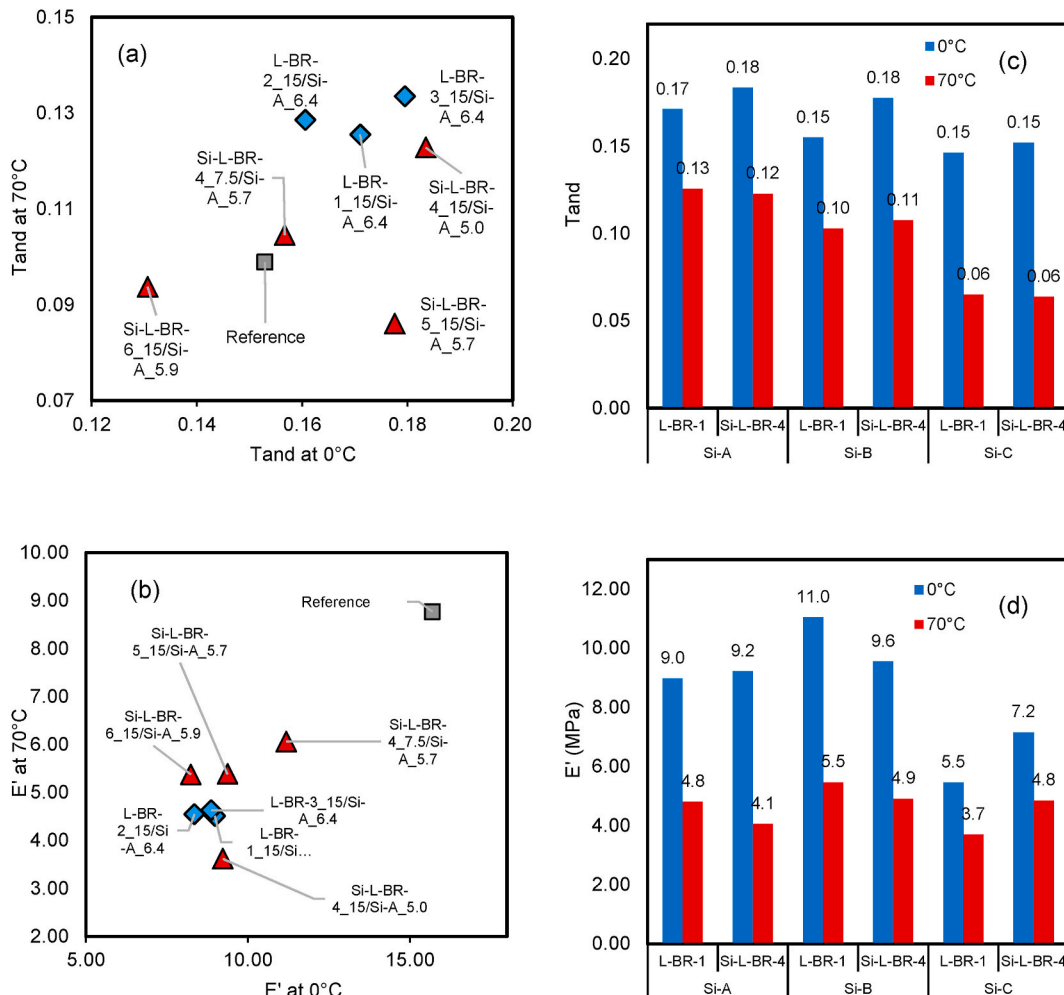 0.15
0.13
0.11
0.09
0.07
Tand at 70°C
(a)
L-BR-
2_15/Si-
A_6.4
L-BR-
3_15/Si-
A_6.4
Si-L-BR-
4_7.5/Si-
A_5.7
L-BR-
1_15/Si-
A_6.4
Si-L-BR-
4_15/Si-
A_5.0
Si-L-BR-
6_15/Si-
A_5.9
Reference
Si-L-BR-
5_15/Si-
A_5.7
0.12 0.14 0.16 0.18 0.20
Tand at 0°C
0.20
0.15
0.10
0.05
0.00
Tand
0°C
70°C
(c)
0.17 0.13 0.18 0.12 0.15 0.10 0.18 0.11 0.15 0.06 0.15 0.06
L-BR-1 Si-L-BR-4 L-BR-1 Si-L-BR-4 L-BR-1 Si-L-BR-4
Si-A Si-B Si-C
10.00
9.00
8.00
7.00
6.00
5.00
4.00
3.00
2.00
E' at 70°C
(b)
Reference
Si-L-BR-
5_15/Si-A_5.7
Si-L-BR-
6_15/Si-A_5.9
Si-L-BR-
4_7.5/Si-
A_5.7
L-BR-
2_15/Si
-A_6.4
L-BR-3_15/Si-
A_6.4
L-BR-
1_15/Si...
Si-L-BR-
4_15/Si-A_5.0
5.00 10.00 15.00
E' at 0°C
12.00
10.00
8.00
6.00
4.00
2.00
0.00
E' (MPa)
0°C
70°C
(d)
9.0 4.8 9.2 4.1 11.0 5.5 9.6 4.9 5.5 3.7 7.2 4.8
L-BR-1 Si-L-BR-4 L-BR-1 Si-L-BR-4 L-BR-1 Si-L-BR-4
Si-A Si-B Si-C